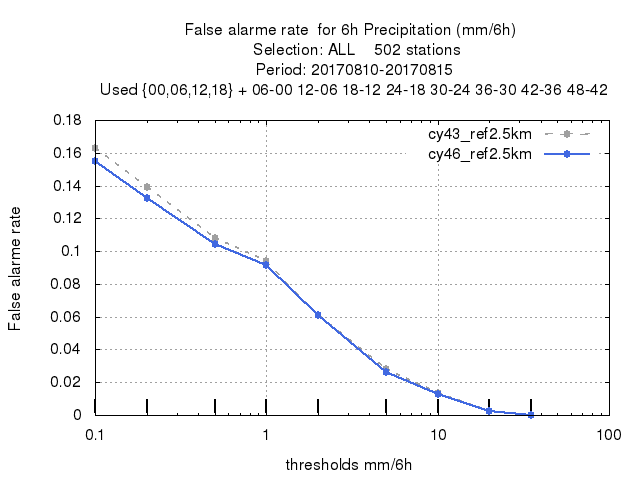 False alarme rate  for 6h Precipitation (mm/6h)
Selection: ALL    502 stations
Period: 20170810-20170815
Used {00,06,12,18} + 06-00 12-06 18-12 24-18 30-24 36-30 42-36 48-42
cy43_ref2.5km
cy46_ref2.5km
0.18
0.16
0.14
0.12
0.1
0.08
0.06
0.04
0.02
0
False alarme rate
0.1 1 10 100
thresholds mm/6h